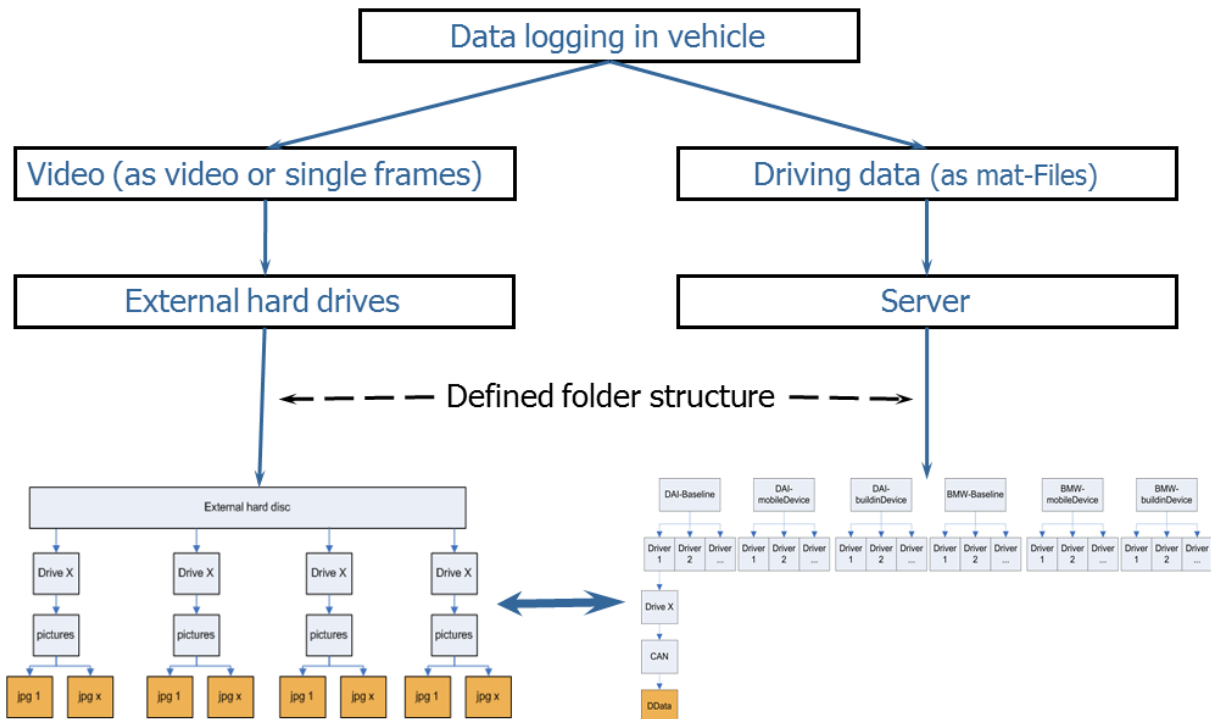 Data logging in vehicle
Video (as video or single frames)
Driving data (as mat-Files)
External hard drives
Server
Defined folder structure
External hard disc
Drive X
Drive X
Drive X
Drive X
pictures
pictures
pictures
pictures
jpg 1
jpg x
jpg 1
jpg x
jpg 1
jpg x
jpg 1
jpg x
DAI-Baseline
DAI-
mobileDevice
DAI-
buildinDevice
BMW-Baseline
BMW-
mobileDevice
BMW-
buildinDevice
Driver
1
Driver
2
Driver
...
Driver
1
Driver
2
Driver
...
Driver
1
Driver
2
Driver
...
Driver
1
Driver
2
Driver
...
Driver
1
Driver
2
Driver
...
Driver
1
Driver
2
Driver
...
Drive X
CAN
DData